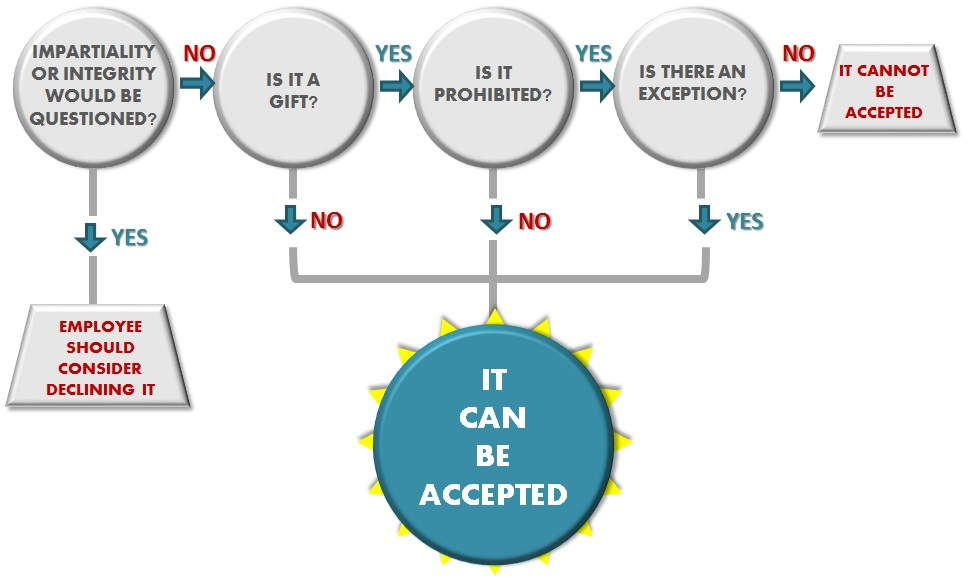 IMPARTIALITY
OR INTEGRITY
WOULD BE
QUESTIONED?
NO
IS IT A
GIFT?
YES
IS IT
PROHIBITED?
YES
IS THERE AN
EXCEPTION?
NO
IT CANNOT
BE
ACCEPTED
YES
NO
NO
YES
EMPLOYEE
SHOULD
CONSIDER
DECLINING IT
IT
CAN
BE
ACCEPTED